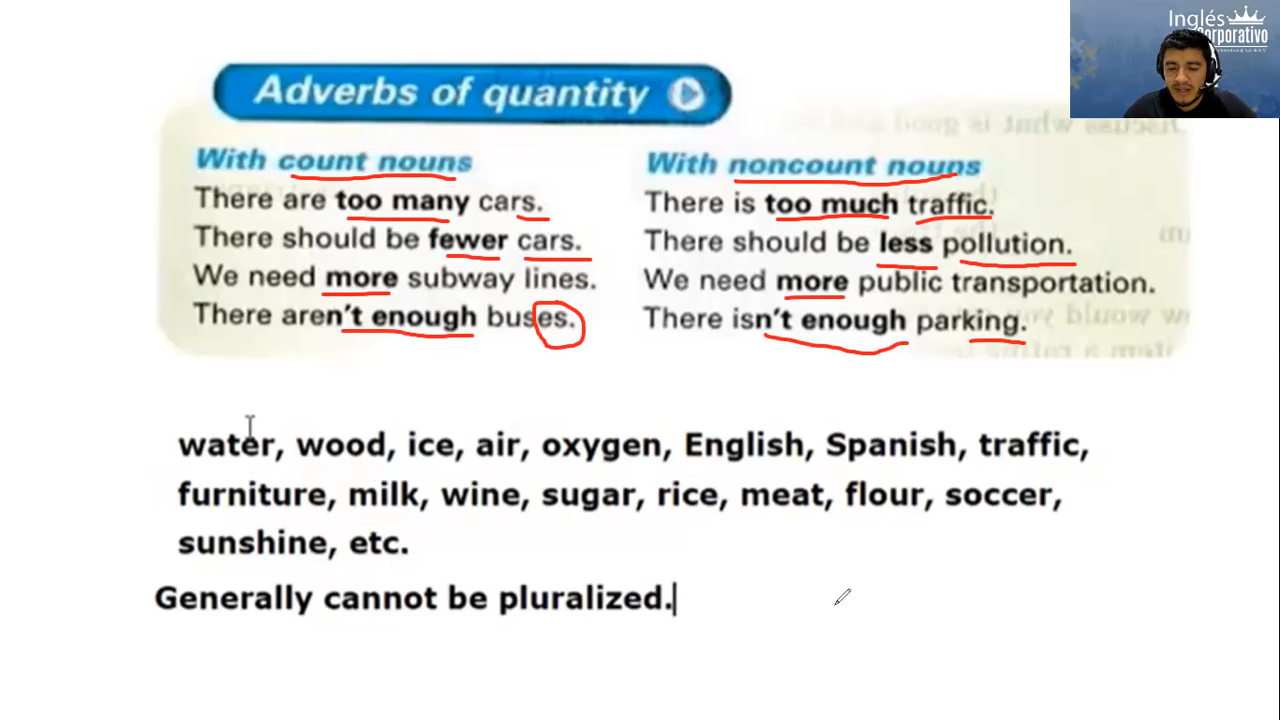 Inglés
Corporativo
Adverbs of quantity
With count nouns
There are too many cars.
There should be fewer cars.
We need more subway lines.
There aren't enough buses.
With noncount nouns
There is too much traffic.
There should be less pollution.
We need more public transportation.
There isn't enough parking.
water, wood, ice, air, oxygen, English, Spanish, traffic,
furniture, milk, wine, sugar, rice, meat, flour, soccer,
sunshine, etc.
Generally cannot be pluralized.